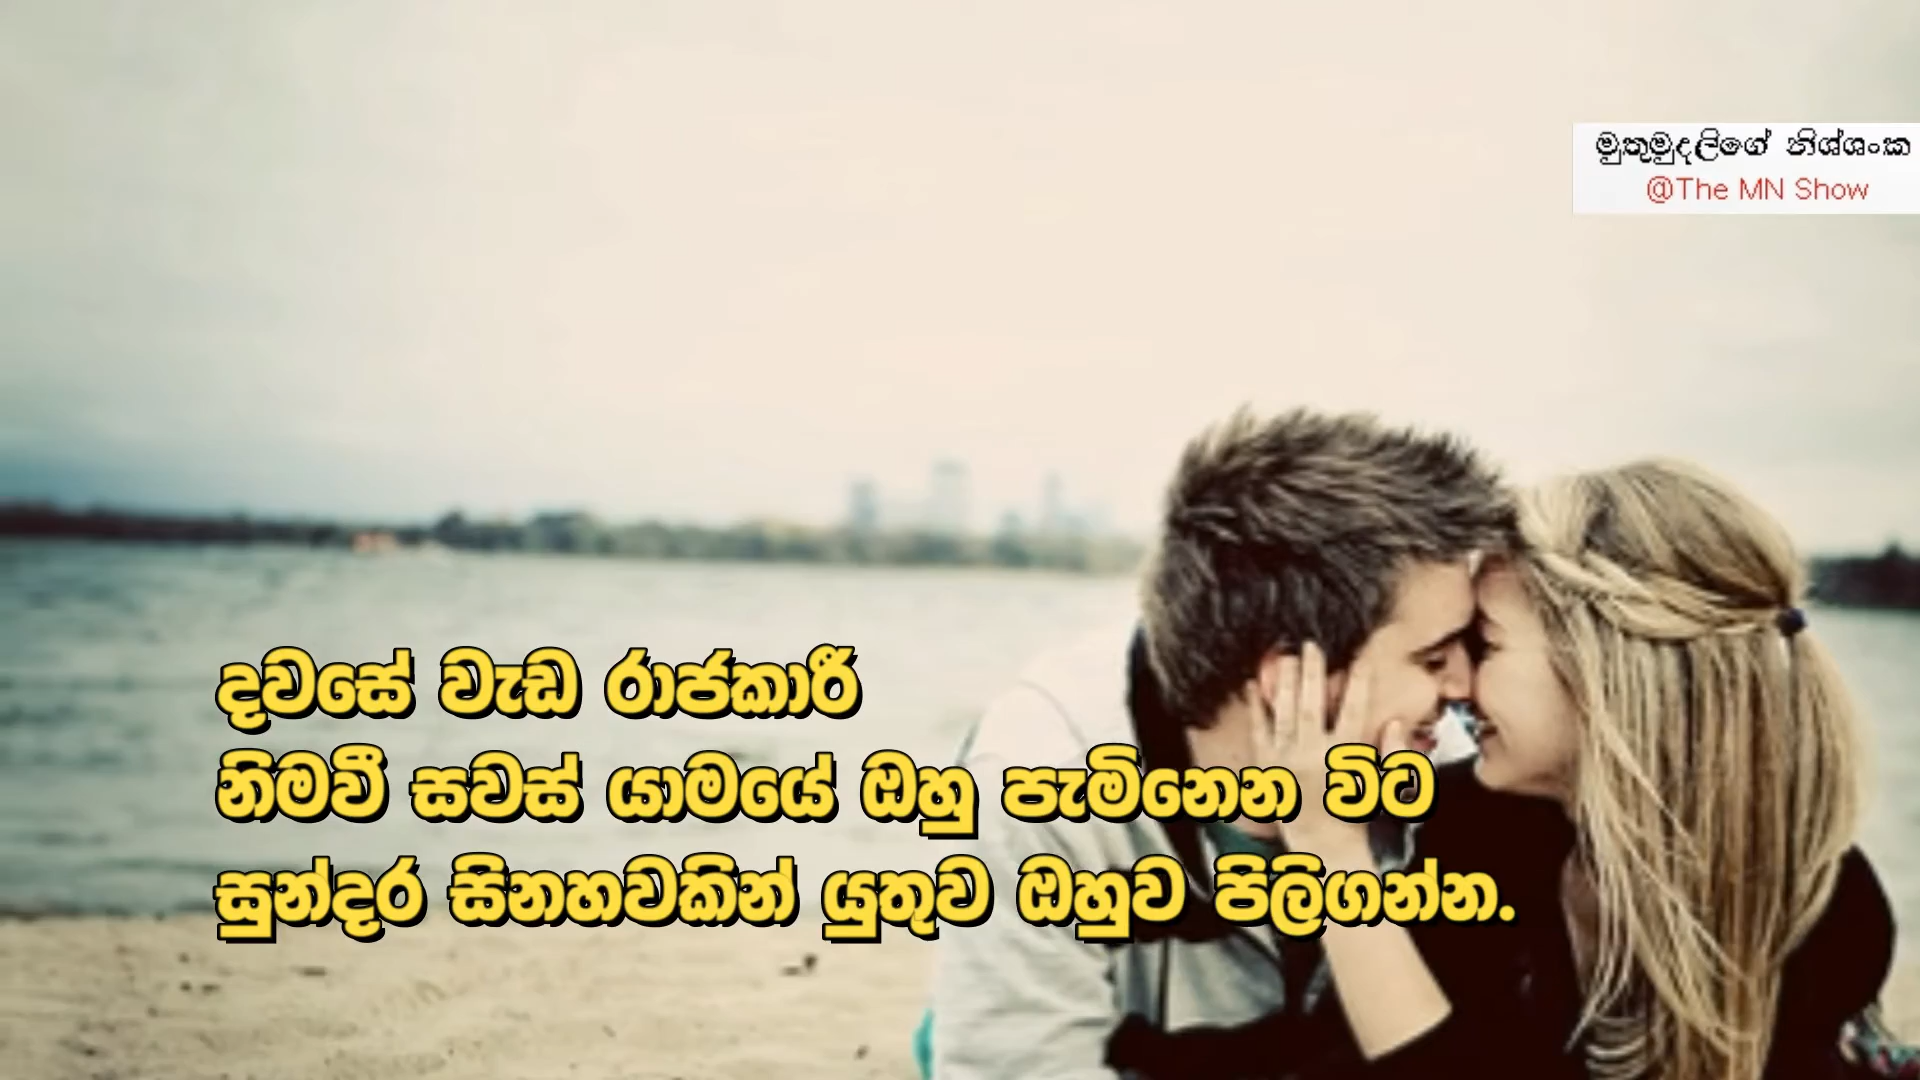 මුතුමුදලිගේ නිශ්ශංක
@The MN Show
දවසේ වැඩ රාජකාරී
නිමවී සවස් යාමයේ ඔහු පැමිනෙන විට
සුන්දර සිනහවකින් යුතුව ඔහුව පිලිගන්න.